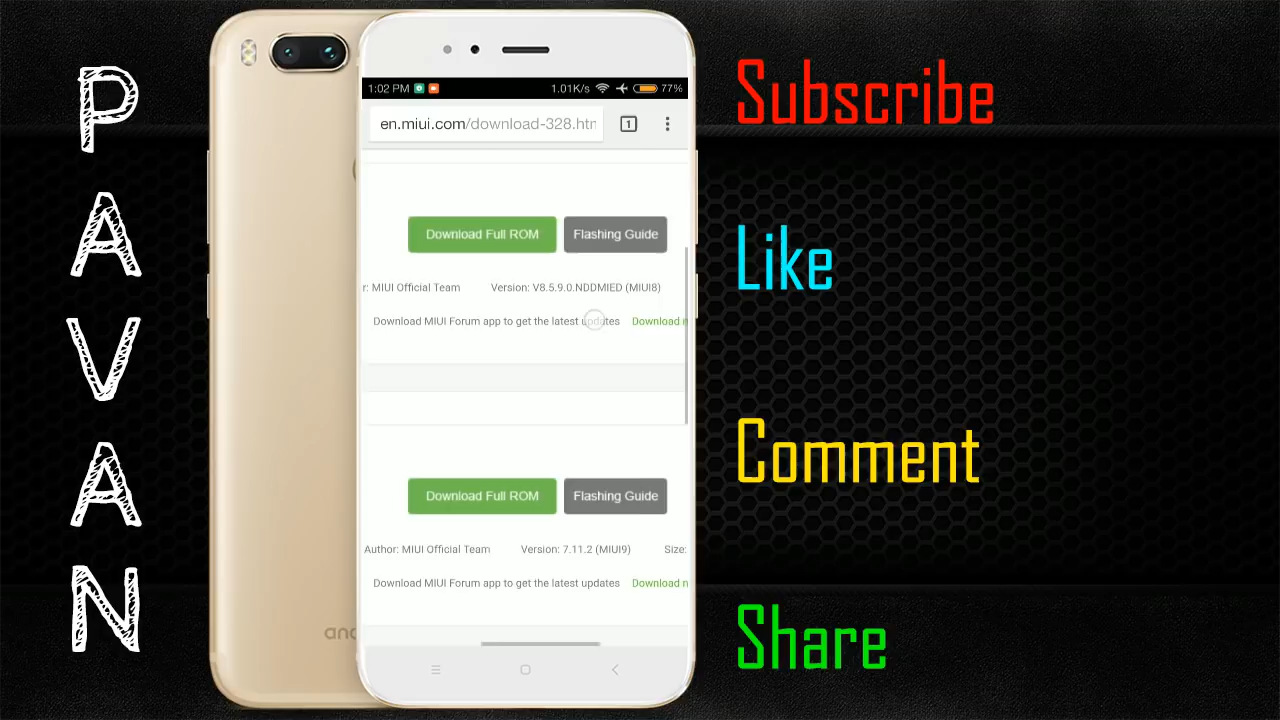 PAVAN
1:02 PM 1.01K/s 77%
en.miui.com/download-328.htm
1
Download Full ROM Flashing Guide
r: MIUI Official Team Version: V8.5.9.0.NDDMIED (MIUI8)
Download MIUI Forum app to get the latest updates Download n
Download Full ROM Flashing Guide
Author: MIUI Official Team Version: 7.11.2 (MIUI9) Size:
Download MIUI Forum app to get the latest updates Download n
and
Subscribe
Like
Comment
Share